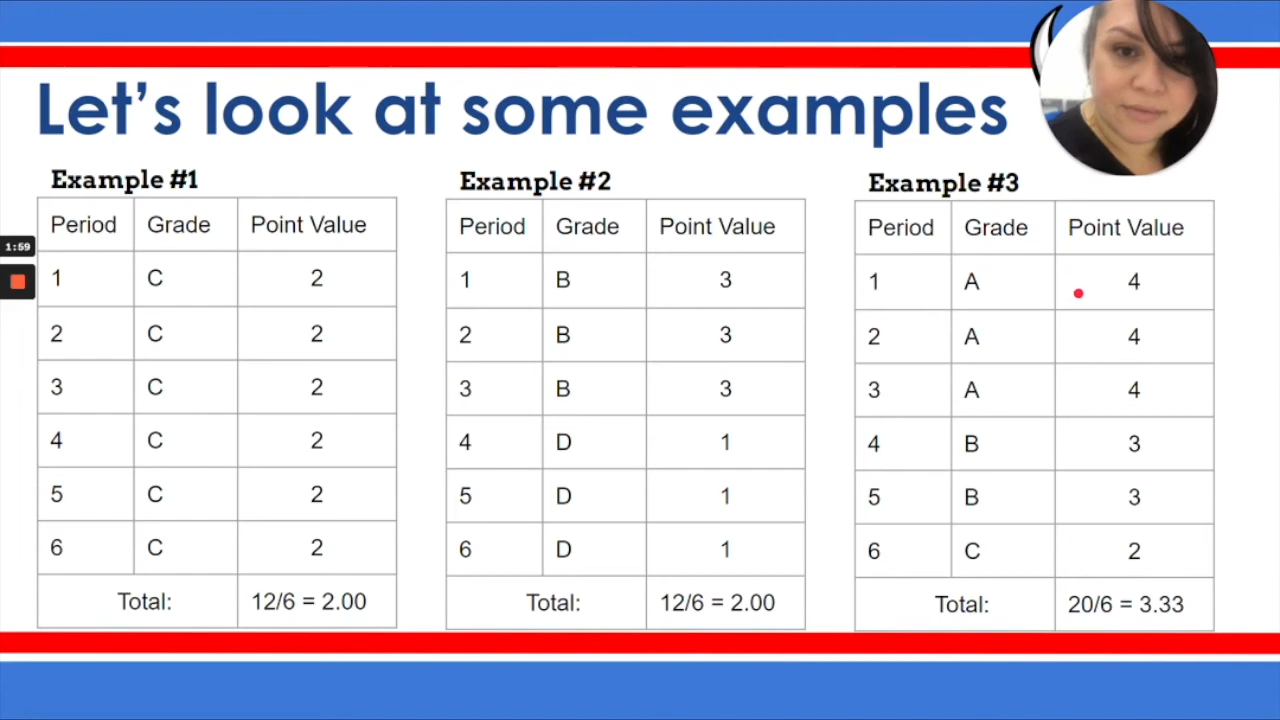 Let's look at some examples
Example #1
Period Grade Point Value
1 C 2
2 C 2
3 C 2
4 C 2
5 C 2
6 C 2
Total: 12/6 = 2.00
Example #2
Period Grade Point Value
1 B 3
2 B 3
3 B 3
4 D 1
5 D 1
6 D 1
Total: 12/6 = 2.00
Example #3
Period Grade Point Value
1 A 4
2 A 4
3 A 4
4 B 3
5 B 3
6 C 2
Total: 20/6 = 3.33
1:59